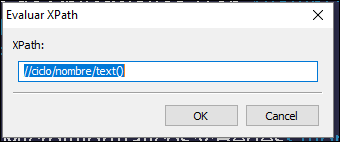 Evaluar XPath
XPath:
//ciclo/nombre/text()
OK
Cancel